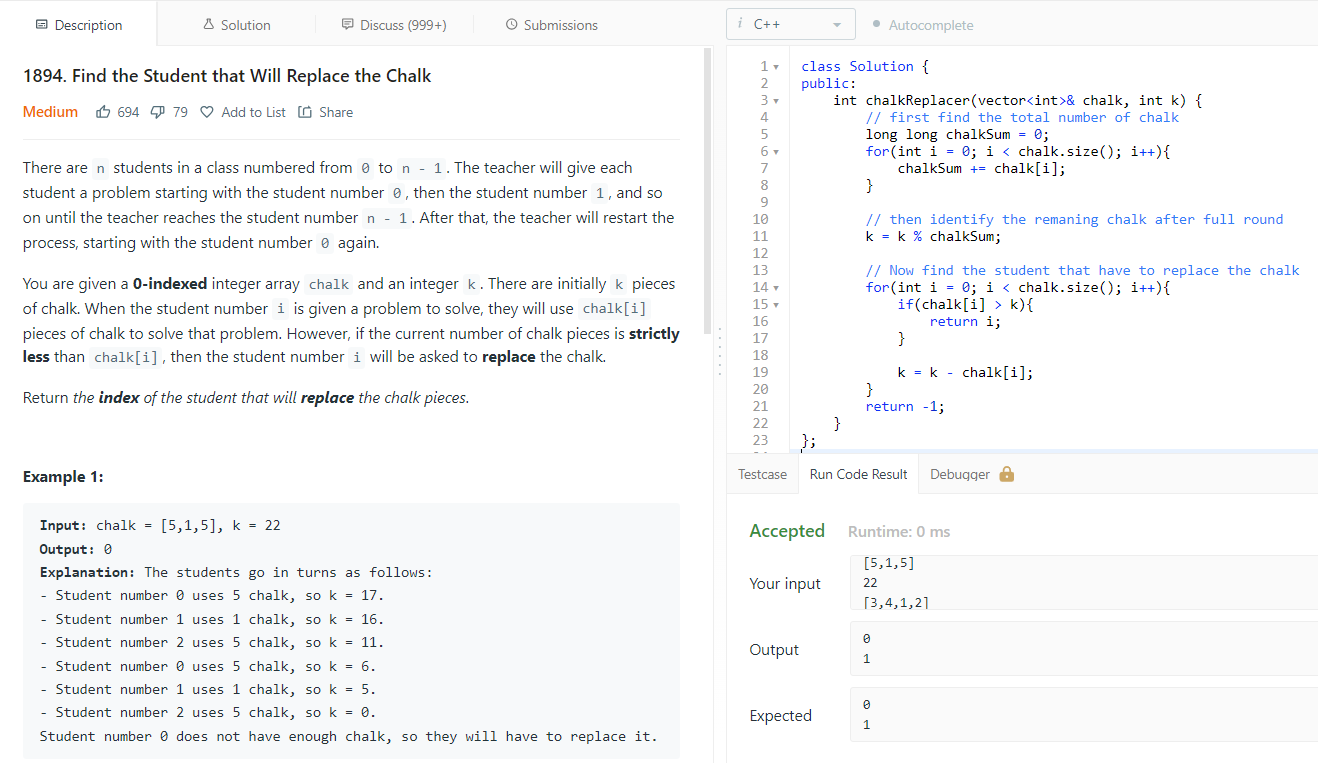 Description
Solution
Discuss (999+)
Submissions
1894. Find the Student that Will Replace the Chalk
Medium 694 79 Add to List Share
There are n students in a class numbered from 0 to n - 1. The teacher will give each
student a problem starting with the student number 0, then the student number 1, and so
on until the teacher reaches the student number n - 1. After that, the teacher will restart the
process, starting with the student number 0 again.
You are given a 0-indexed integer array chalk and an integer k. There are initially k pieces
of chalk. When the student number i is given a problem to solve, they will use chalk[i]
pieces of chalk to solve that problem. However, if the current number of chalk pieces is strictly
less than chalk[i], then the student number i will be asked to replace the chalk.
Return the index of the student that will replace the chalk pieces.
Example 1:
Input: chalk = [5,1,5], k = 22
Output: 0
Explanation: The students go in turns as follows:
- Student number 0 uses 5 chalk, so k = 17.
- Student number 1 uses 1 chalk, so k = 16.
- Student number 2 uses 5 chalk, so k = 11.
- Student number 0 uses 5 chalk, so k = 6.
- Student number 1 uses 1 chalk, so k = 5.
- Student number 2 uses 5 chalk, so k = 0.
Student number 0 does not have enough chalk, so they will have to replace it.
i C++
Autocomplete
1 class Solution {
2 public:
3 int chalkReplacer(vector<int>& chalk, int k) {
4 // first find the total number of chalk
5 long long chalkSum = 0;
6 for(int i = 0; i < chalk.size(); i++){
7 chalkSum += chalk[i];
8 }
9
10 // then identify the remaning chalk after full round
11 k = k % chalkSum;
12
13 // Now find the student that have to replace the chalk
14 for(int i = 0; i < chalk.size(); i++){
15 if(chalk[i] > k){
16 return i;
17 }
18
19 k = k - chalk[i];
20 }
21 return -1;
22 }
23 };
Testcase
Run Code Result
Debugger
Accepted Runtime: 0 ms
Your input
[5,1,5]
22
[3,4,1,2]
Output
0
1
Expected
0
1